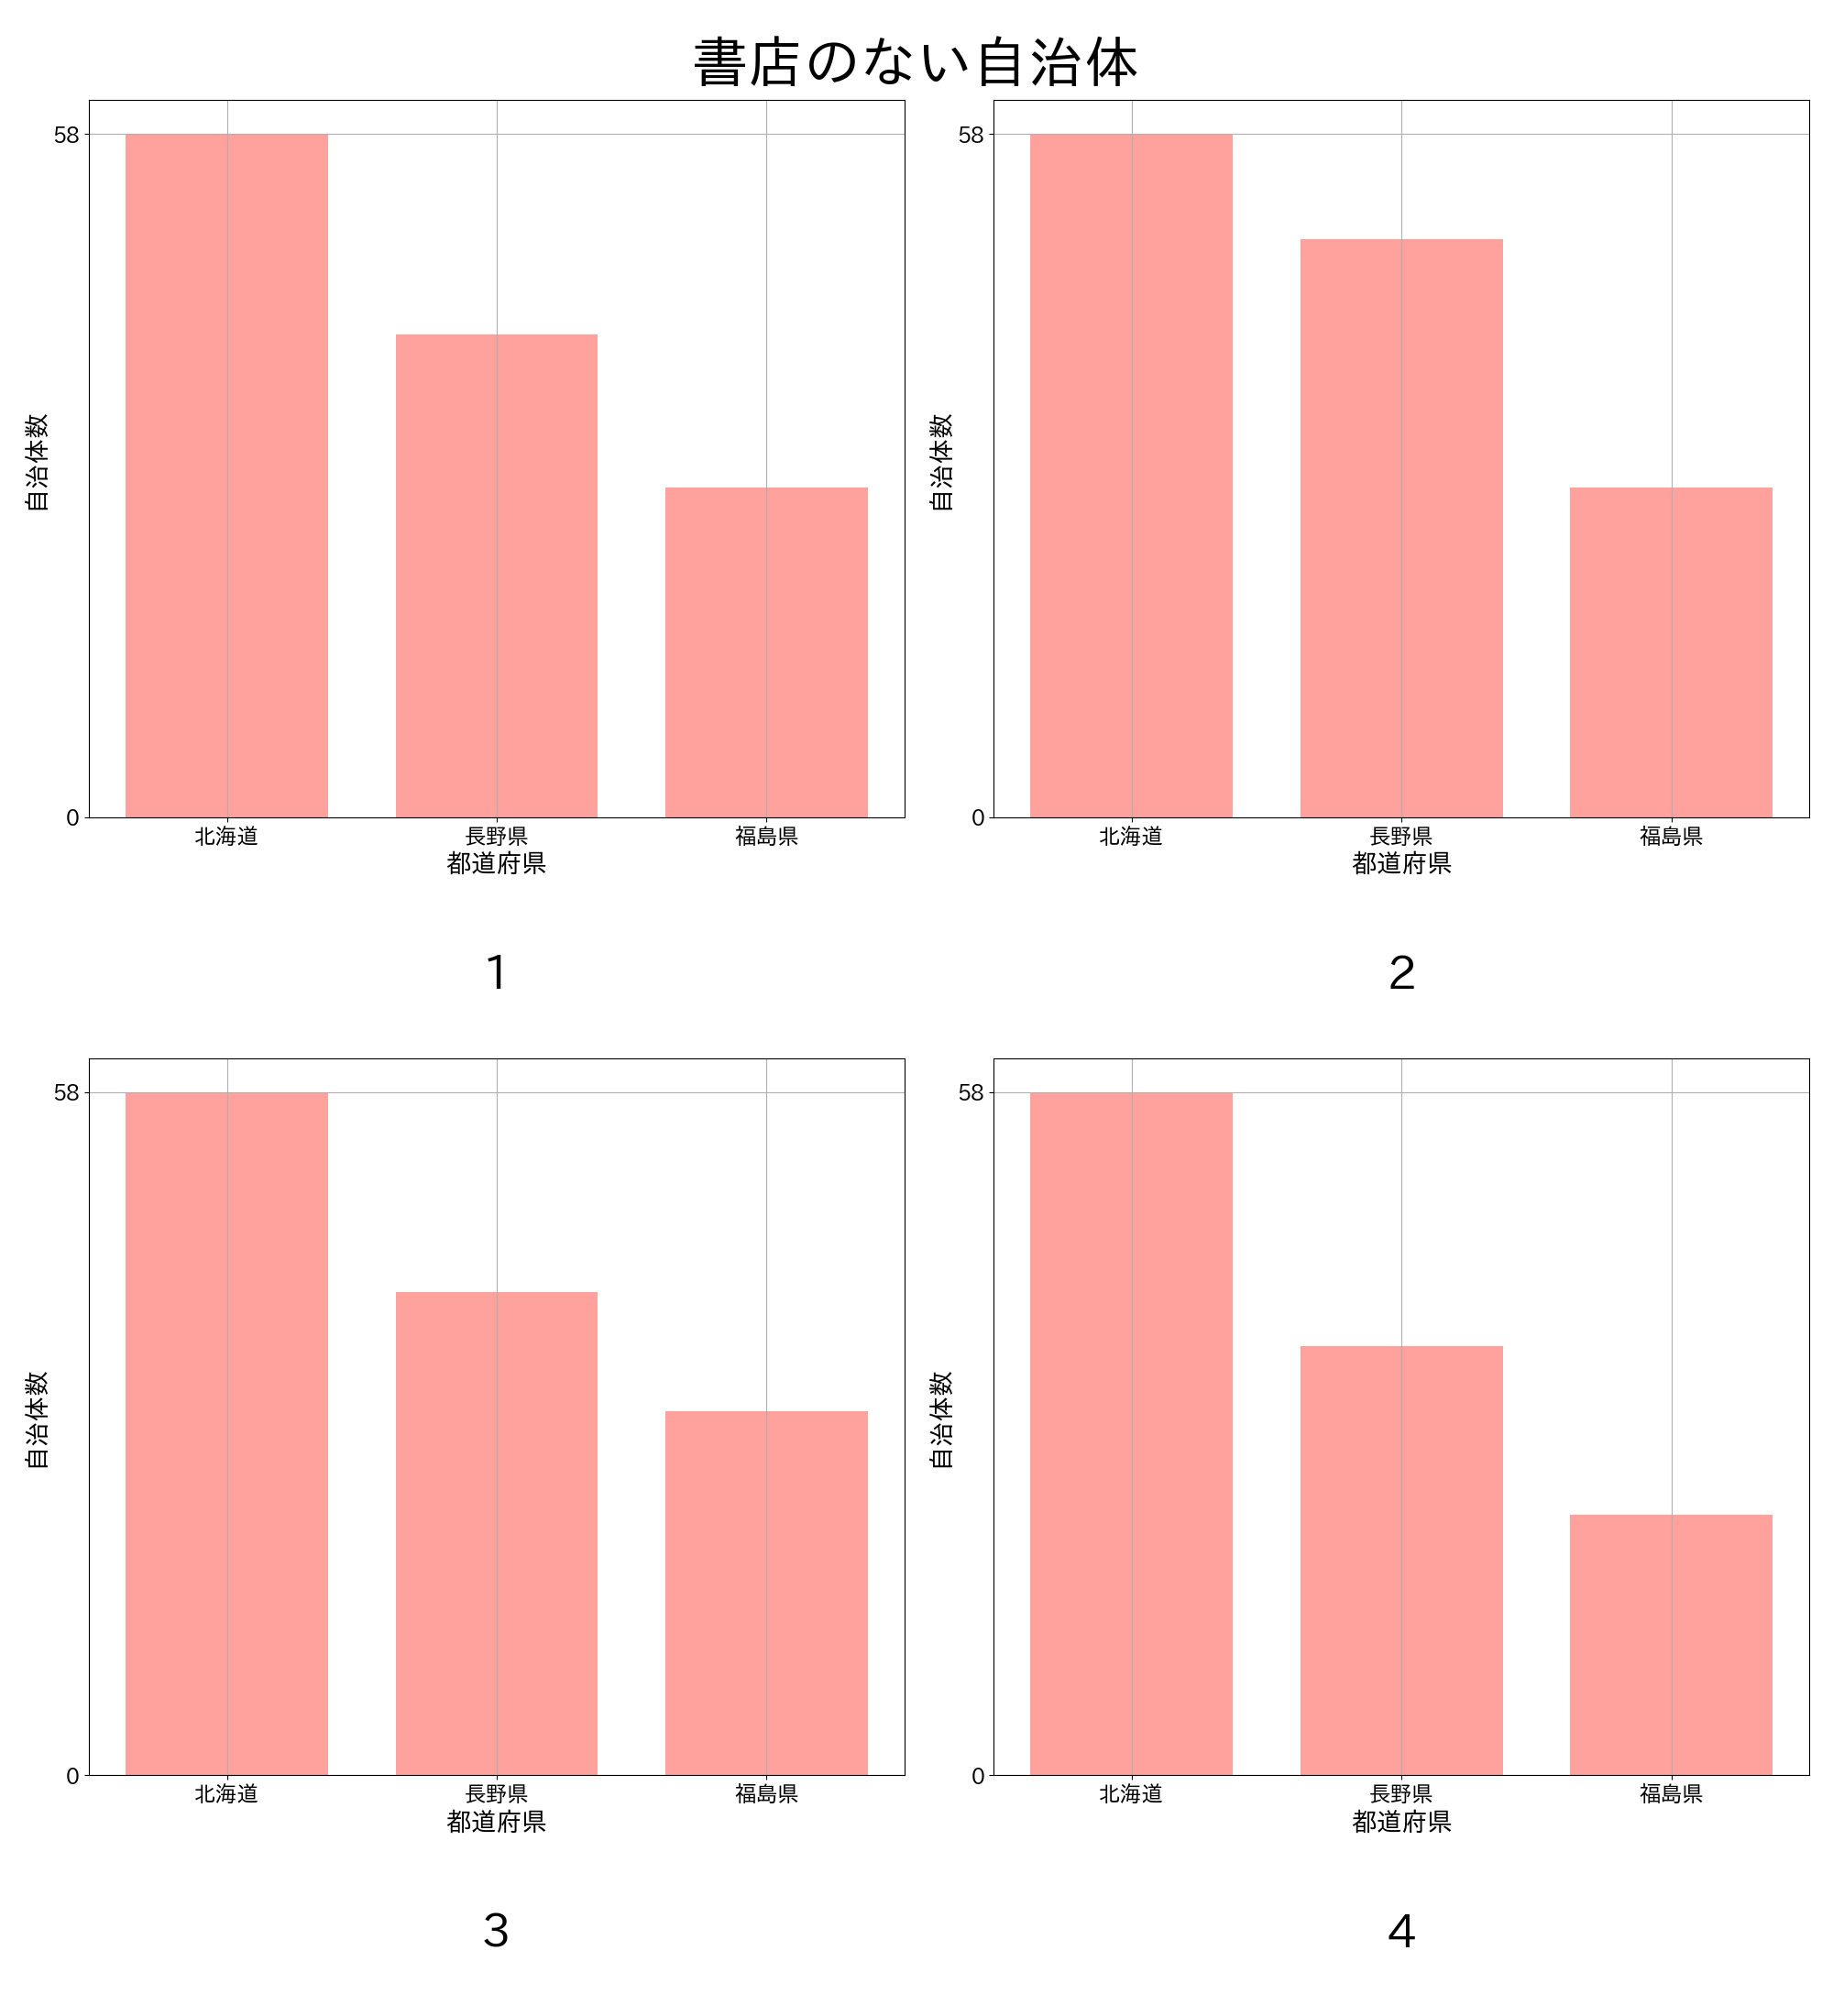 書店のない自治体
58
0
自治体数
北海道 長野県 福島県
都道府県
1
58
0
自治体数
北海道 長野県 福島県
都道府県
2
58
0
自治体数
北海道 長野県 福島県
都道府県
3
58
0
自治体数
北海道 長野県 福島県
都道府県
4